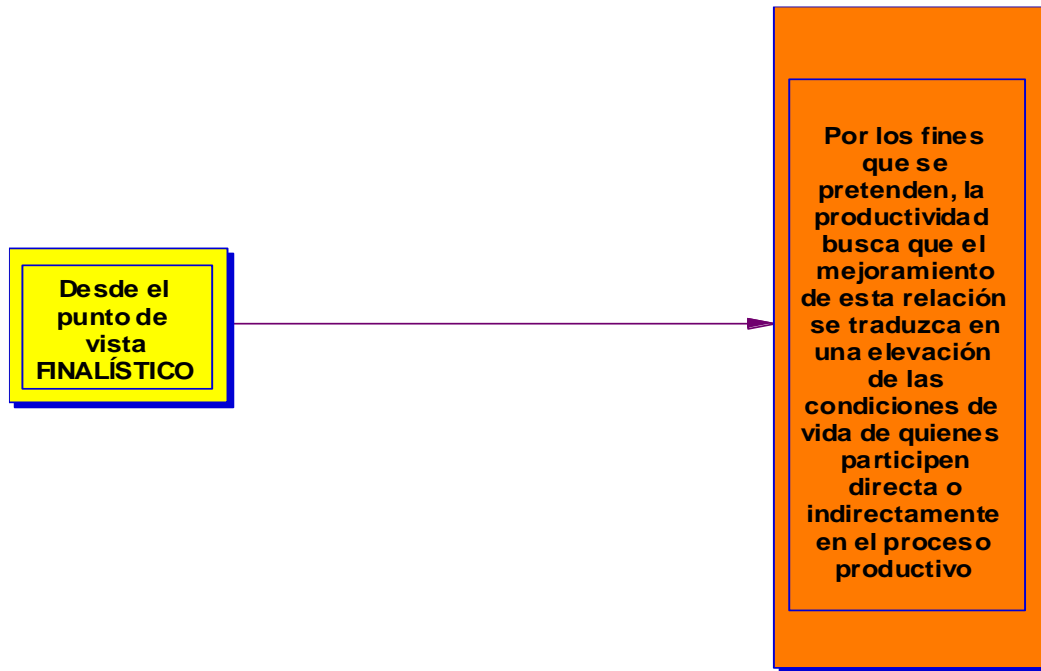 Desde el
punto de
vista
FINALÍSTICO
Por los fines
que se
pretenden, la
productividad
busca que el
mejoramiento
de esta relación
se traduzca en
una elevación
de las
condiciones de
vida de quienes
participen
directa o
indirectamente
en el proceso
productivo